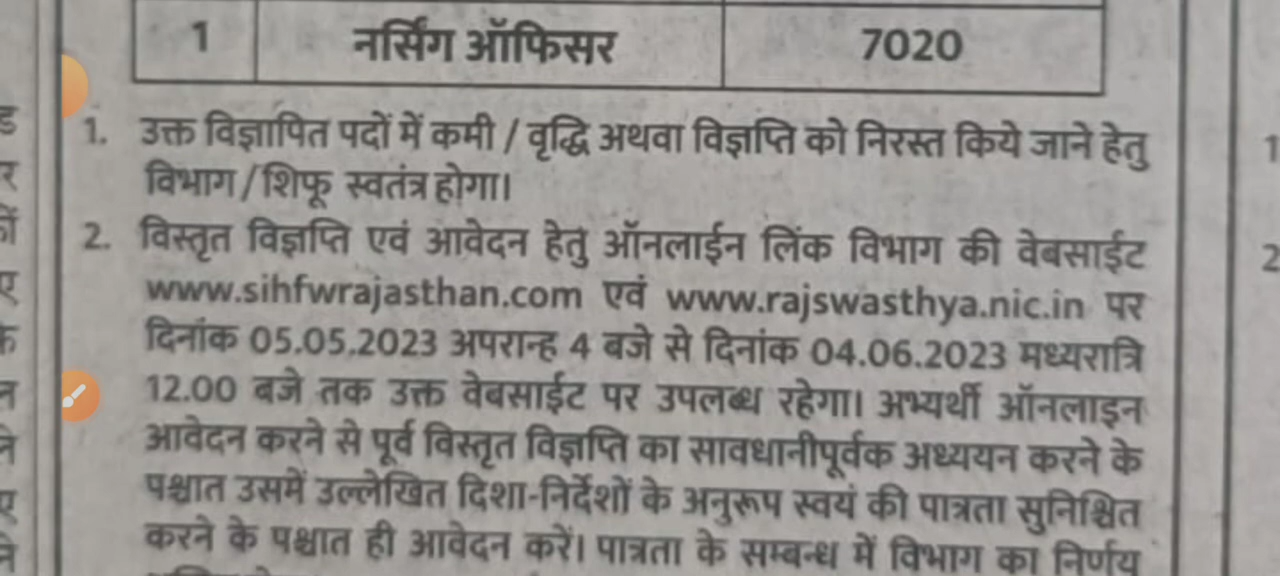 1 नर्सिंग ऑफिसर 7020
1. उक्त विज्ञापित पदों में कमी / वृद्धि अथवा विज्ञप्ति को निरस्त किये जाने हेतु
विभाग / शिफू स्वतंत्र होगा।
2. विस्तृत विज्ञप्ति एवं आवेदन हेतु ऑनलाईन लिंक विभाग की वेबसाईट
www.sihfwrajasthan.com एवं www.rajswasthya.nic.in पर
दिनांक 05.05.2023 अपरान्ह 4 बजे से दिनांक 04.06.2023 मध्यरात्रि
12.00 बजे तक उक्त वेबसाईट पर उपलब्ध रहेगा। अभ्यर्थी ऑनलाइन
आवेदन करने से पूर्व विस्तृत विज्ञप्ति का सावधानीपूर्वक अध्ययन करने के
पश्चात उसमें उल्लेखित दिशा-निर्देशों के अनुरूप स्वयं की पात्रता सुनिश्चित
करने के पश्चात ही आवेदन करें। पात्रता के सम्बन्ध में विभाग का निर्णय